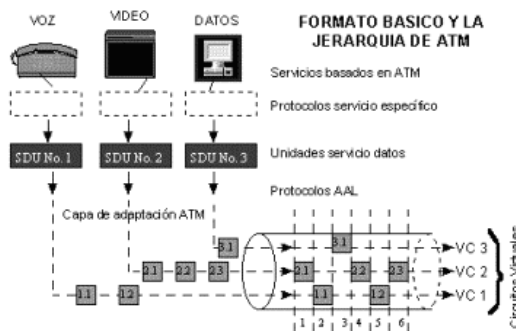 VOZ
VIDEO
DATOS
FORMATO BASICO Y LA
JERARQUIA DE ATM
Servicios basados en ATM
Protocolos servicio específico
SDU No. 1
SDU No. 2
SDU No. 3
Unidades servicio datos
Protocolos AAL
Capa de adaptación ATM
3.1
3.1
VC 3
2.1
2.2
2.3
2.1
2.2
2.3
VC 2
1.1
1.2
1.1
1.2
VC 1
Circuitos Virtuales
1 2 3 4 5 6